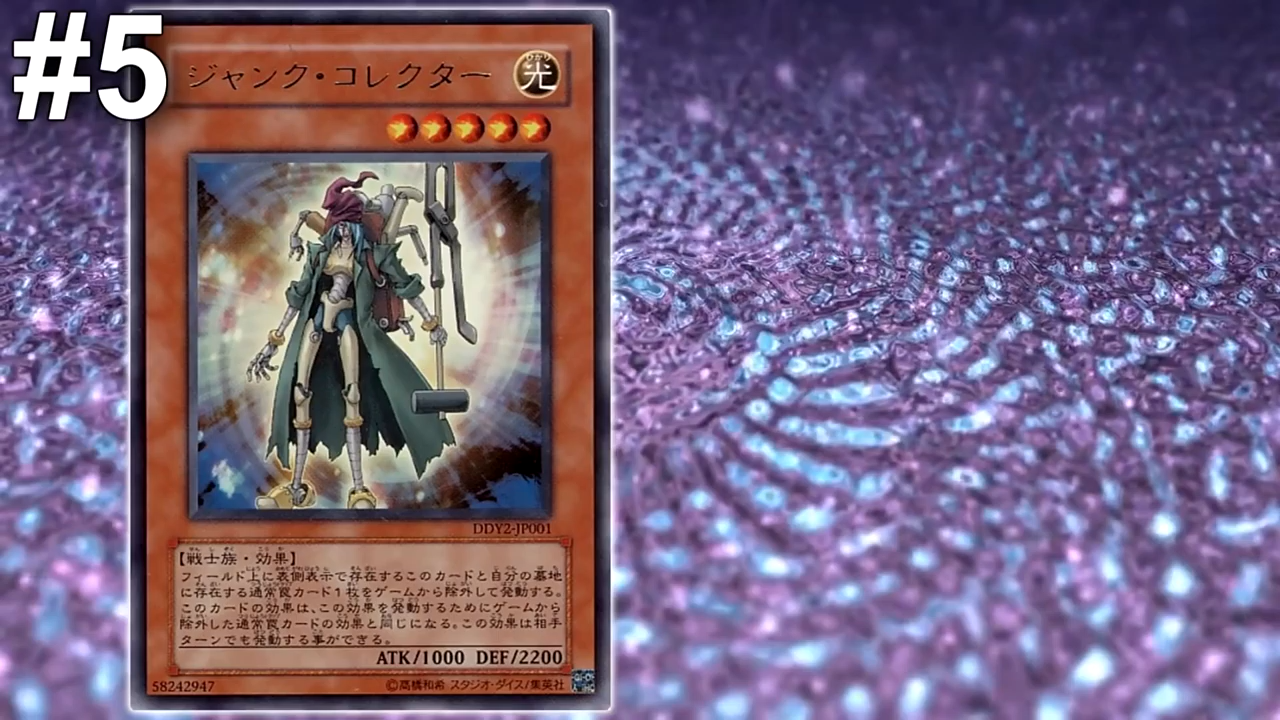 #5
ジャンク・コレクター
光
DDY2-JP001
【戦士族・効果】
フィールド上に表側表示で存在するこのカードと自分の墓地
に存在する通常罠カード1枚をゲームから除外して発動する。
このカードの効果は、この効果を発動するためにゲームから
除外した通常罠カードの効果と同じになる。この効果は相手
ターンでも発動する事ができる。
ATK/1000 DEF/2200
58242947
©高橋和希 スタジオ・ダイス/集英社